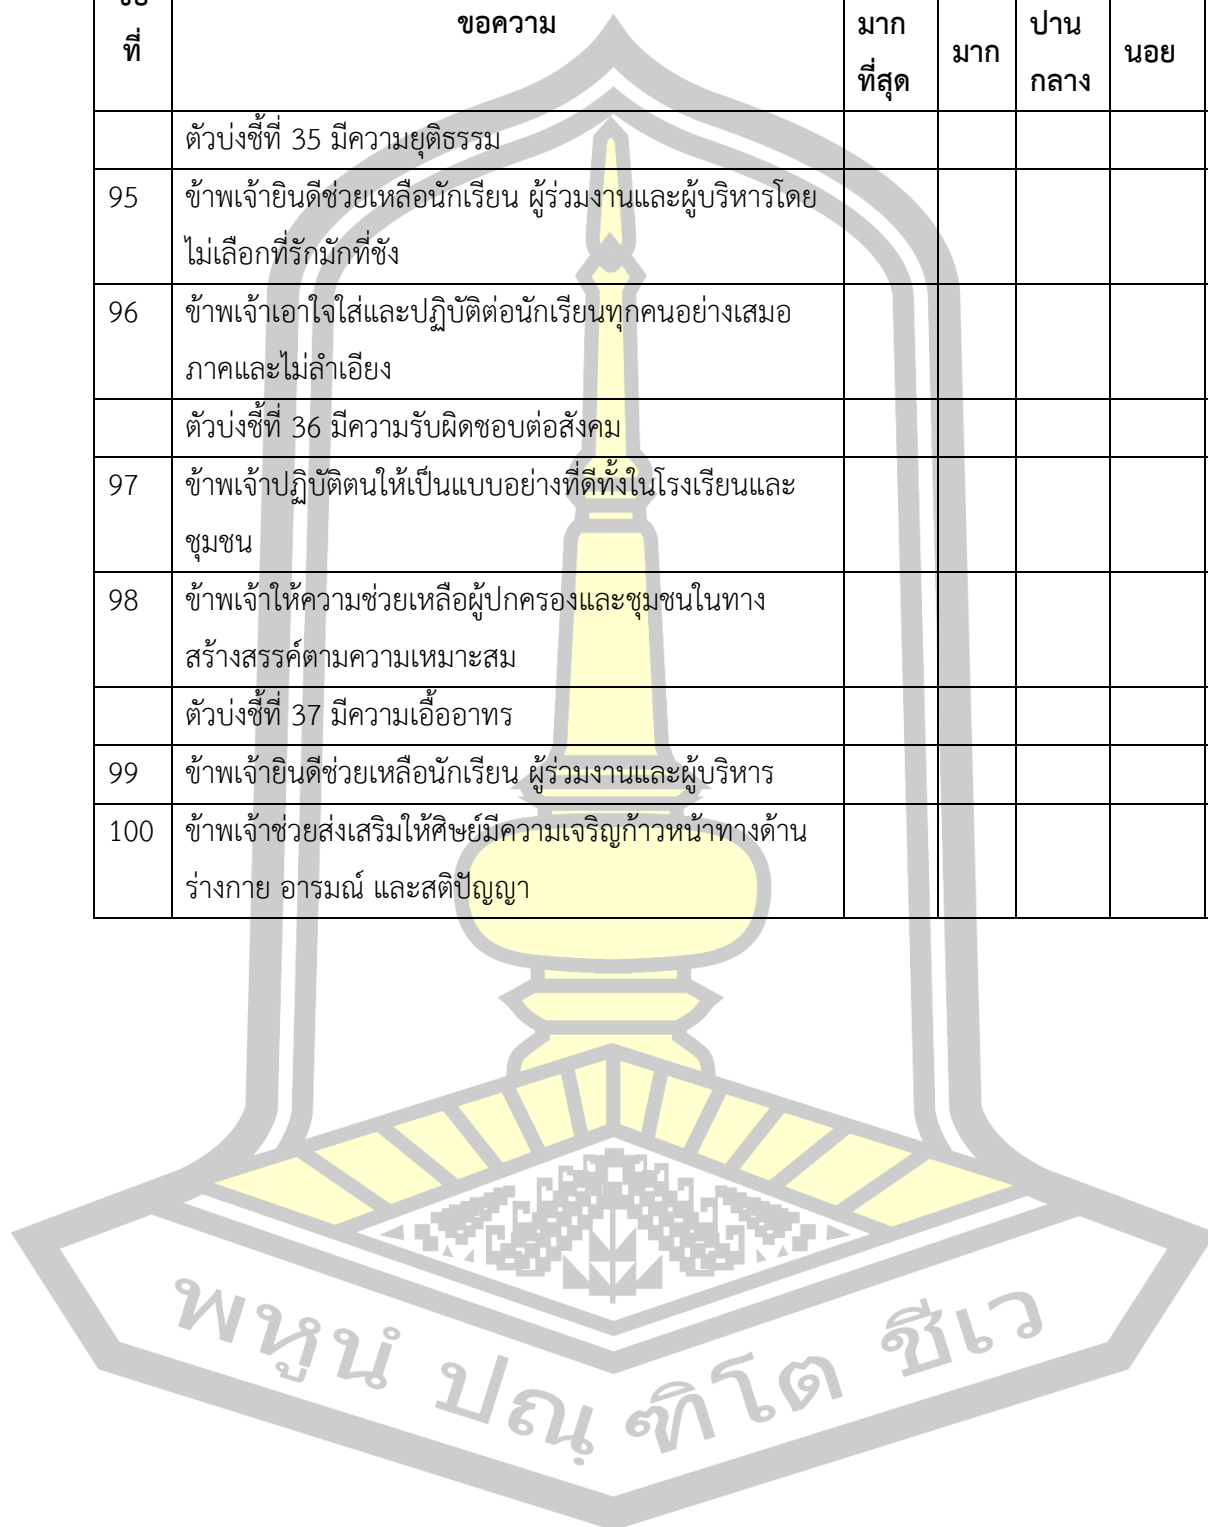 ที่
ขอความ
มาก
ที่สุด
มาก
ปาน
กลาง
นอย
ตัวบ่งชี้ที่ 35 มีความยุติธรรม
95 ข้าพเจ้ายินดีช่วยเหลือนักเรียน ผู้ร่วมงานและผู้บริหารโดย
ไม่เลือกที่รักมักที่ชัง
96 ข้าพเจ้าเอาใจใส่และปฏิบัติต่อนักเรียนทุกคนอย่างเสมอ
ภาคและไม่ลำเอียง
ตัวบ่งชี้ที่ 36 มีความรับผิดชอบต่อสังคม
97 ข้าพเจ้าปฏิบัติตนให้เป็นแบบอย่างที่ดีทั้งในโรงเรียนและ
ชุมชน
98 ข้าพเจ้าให้ความช่วยเหลือผู้ปกครองและชุมชนในทาง
สร้างสรรค์ตามความเหมาะสม
ตัวบ่งชี้ที่ 37 มีความเอื้ออาทร
99 ข้าพเจ้ายินดีช่วยเหลือนักเรียน ผู้ร่วมงานและผู้บริหาร
100 ข้าพเจ้าช่วยส่งเสริมให้ศิษย์มีความเจริญก้าวหน้าทางด้าน
ร่างกาย อารมณ์ และสติปัญญา
พหูนํ ปณฺฑิโต ชีเว